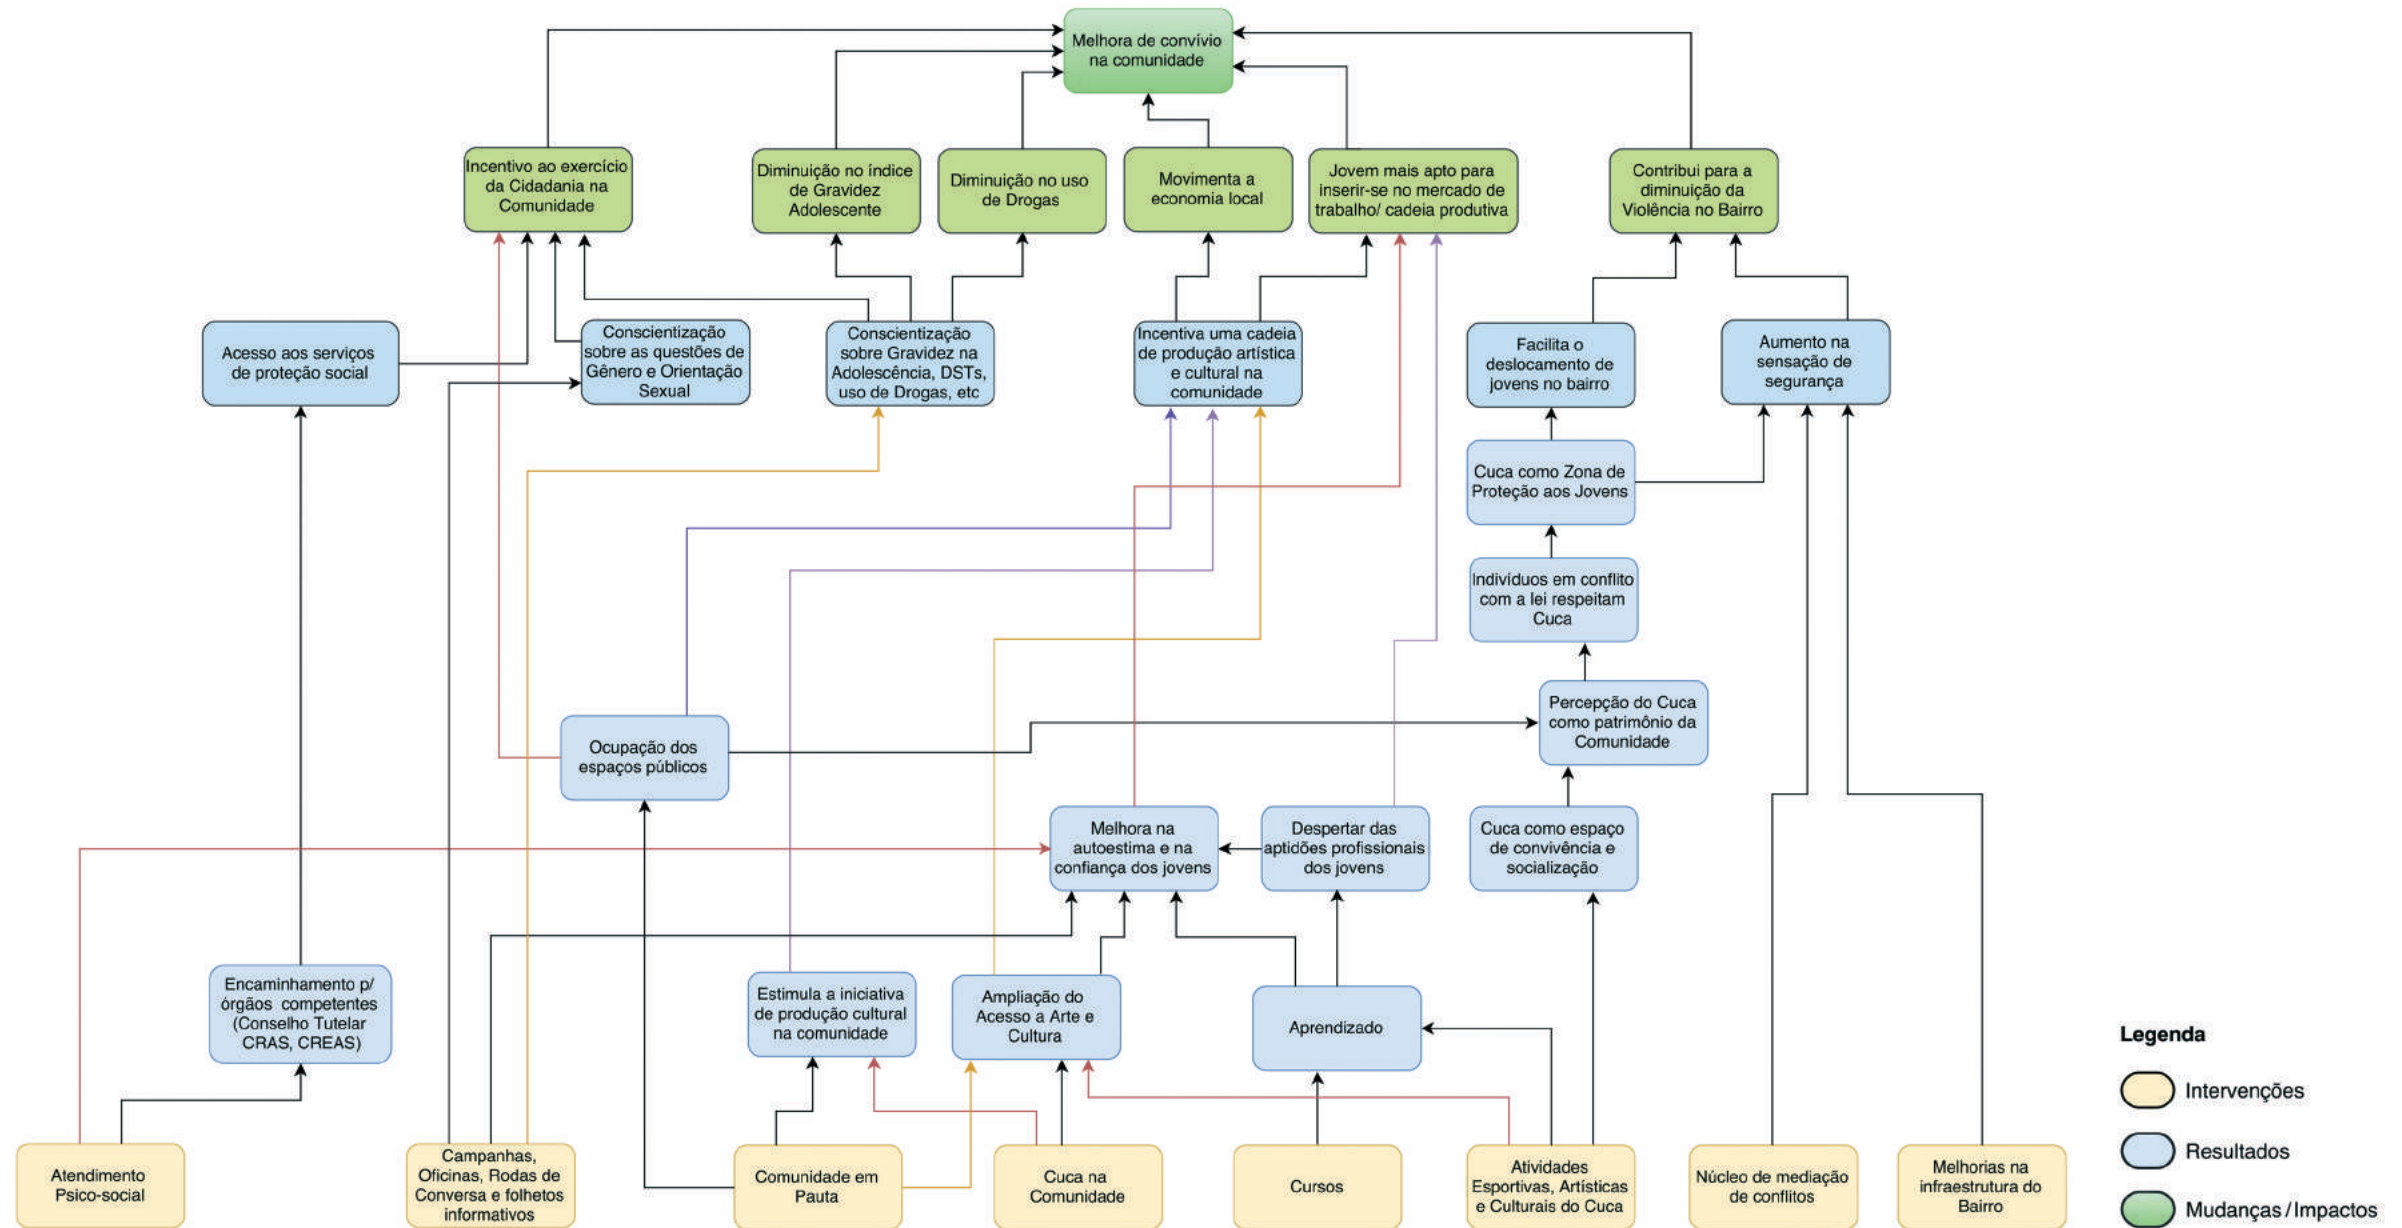 Melhora de convívio
na comunidade
Incentivo ao exercício
da Cidadania na
Comunidade
Diminuição no índice
de Gravidez
Adolescente
Diminuição no uso
de Drogas
Movimenta a
economia local
Jovem mais apto para
inserir-se no mercado de
trabalho/ cadeia produtiva
Contribui para a
diminuição da
Violência no Bairro
Acesso aos serviços
de proteção social
Conscientização
sobre as questões de
Gênero e Orientação
Sexual
Conscientização
sobre Gravidez na
Adolescência, DSTs,
uso de Drogas, etc
Incentiva uma cadeia
de produção artística
e cultural na
comunidade
Facilita o
deslocamento de
jovens no bairro
Aumento na
sensação de
segurança
Cuca como Zona de
Proteção aos Jovens
Indivíduos em conflito
com a lei respeitam
Cuca
Percepção do Cuca
como patrimônio da
Comunidade
Ocupação dos
espaços públicos
Melhora na
autoestima e na
confiança dos jovens
Despertar das
aptidões profissionais
dos jovens
Cuca como espaço
de convivência e
socialização
Encaminhamento p/
órgãos competentes
(Conselho Tutelar
CRAS, CREAS)
Estimula a iniciativa
de produção cultural
na comunidade
Ampliação do
Acesso a Arte e
Cultura
Aprendizado
Atendimento
Psico-social
Campanhas,
Oficinas, Rodas de
Conversa e folhetos
informativos
Comunidade em
Pauta
Cuca na
Comunidade
Cursos
Atividades
Esportivas, Artísticas
e Culturais do Cuca
Núcleo de mediação
de conflitos
Melhorias na
infraestrutura do
Bairro
Legenda
Intervenções
Resultados
Mudanças/Impactos